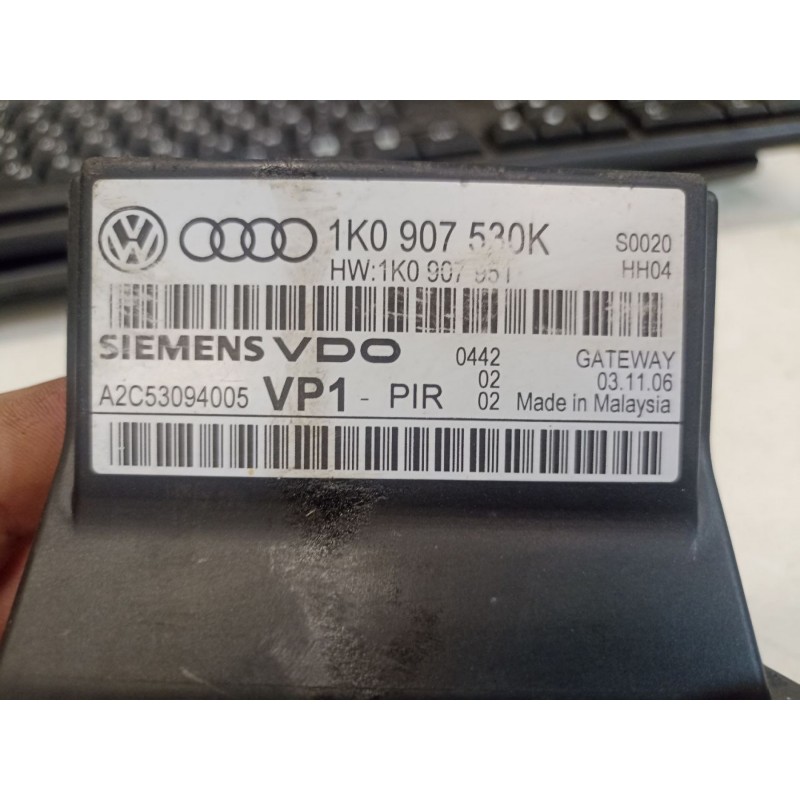 VW 1K0 907 530K S0020
HW:1K0 907 951 HH04
SIEMENS VDO 0442 GATEWAY
02 03.11.06
A2C53094005 VP1 - PIR 02 Made in Malaysia